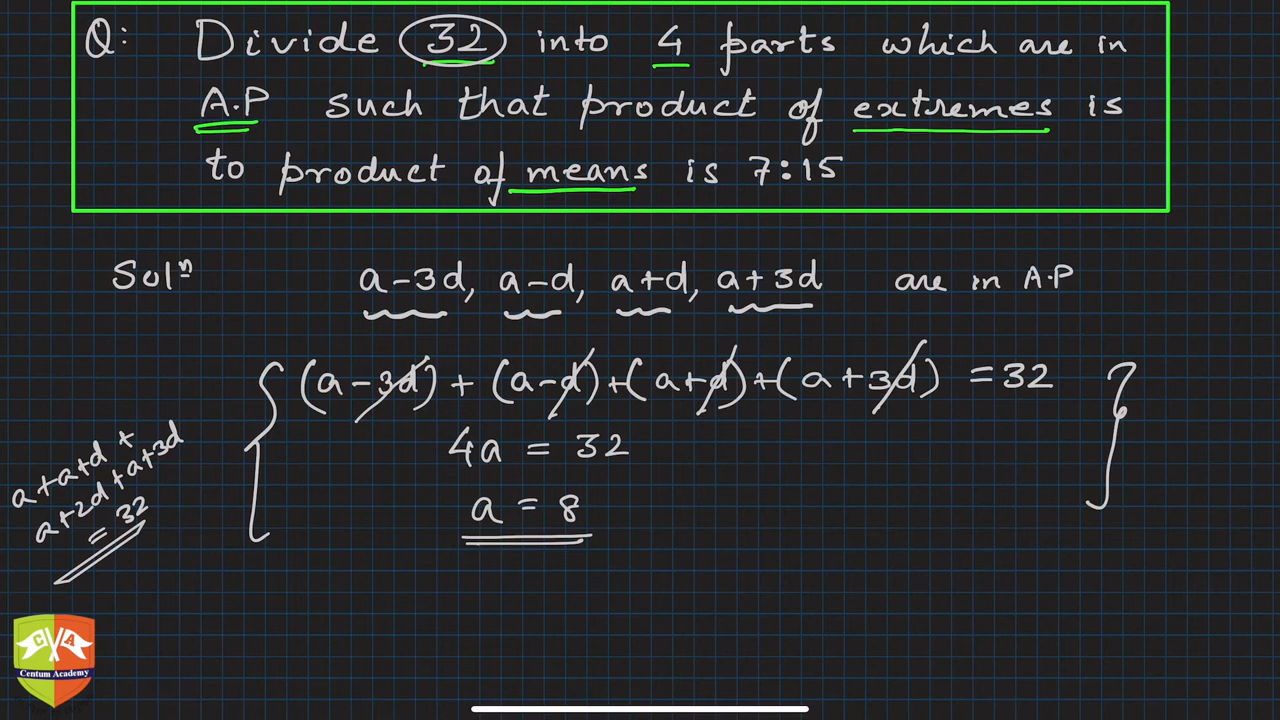 Q: Divide 32 into 4 parts which are in
A.P such that product of extremes is
to product of means is 7:15
Solⁿ a-3d, a-d, a+d, a+3d are in A.P
(a-3d) + (a-d) + (a+d) + (a+3d) = 32
4a = 32
a = 8
a+a+d+
a+2d+a+3d
= 32
C A
Centum Academy